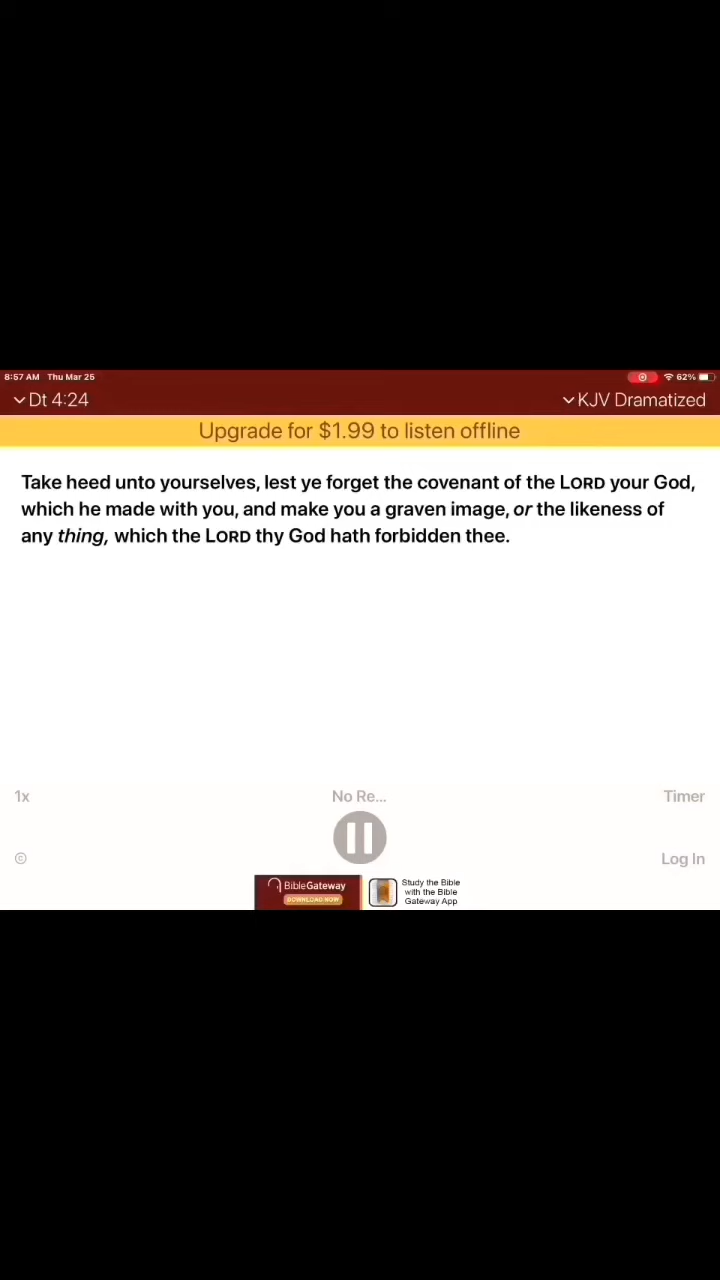 8:57 AM Thu Mar 25 62%
Dt 4:24 KJV Dramatized
Upgrade for $1.99 to listen offline
Take heed unto yourselves, lest ye forget the covenant of the LORD your God,
which he made with you, and make you a graven image, or the likeness of
any thing, which the LORD thy God hath forbidden thee.
1x No Re... Timer
© Log In
BibleGateway
DOWNLOAD NOW
Study the Bible
with the Bible
Gateway App